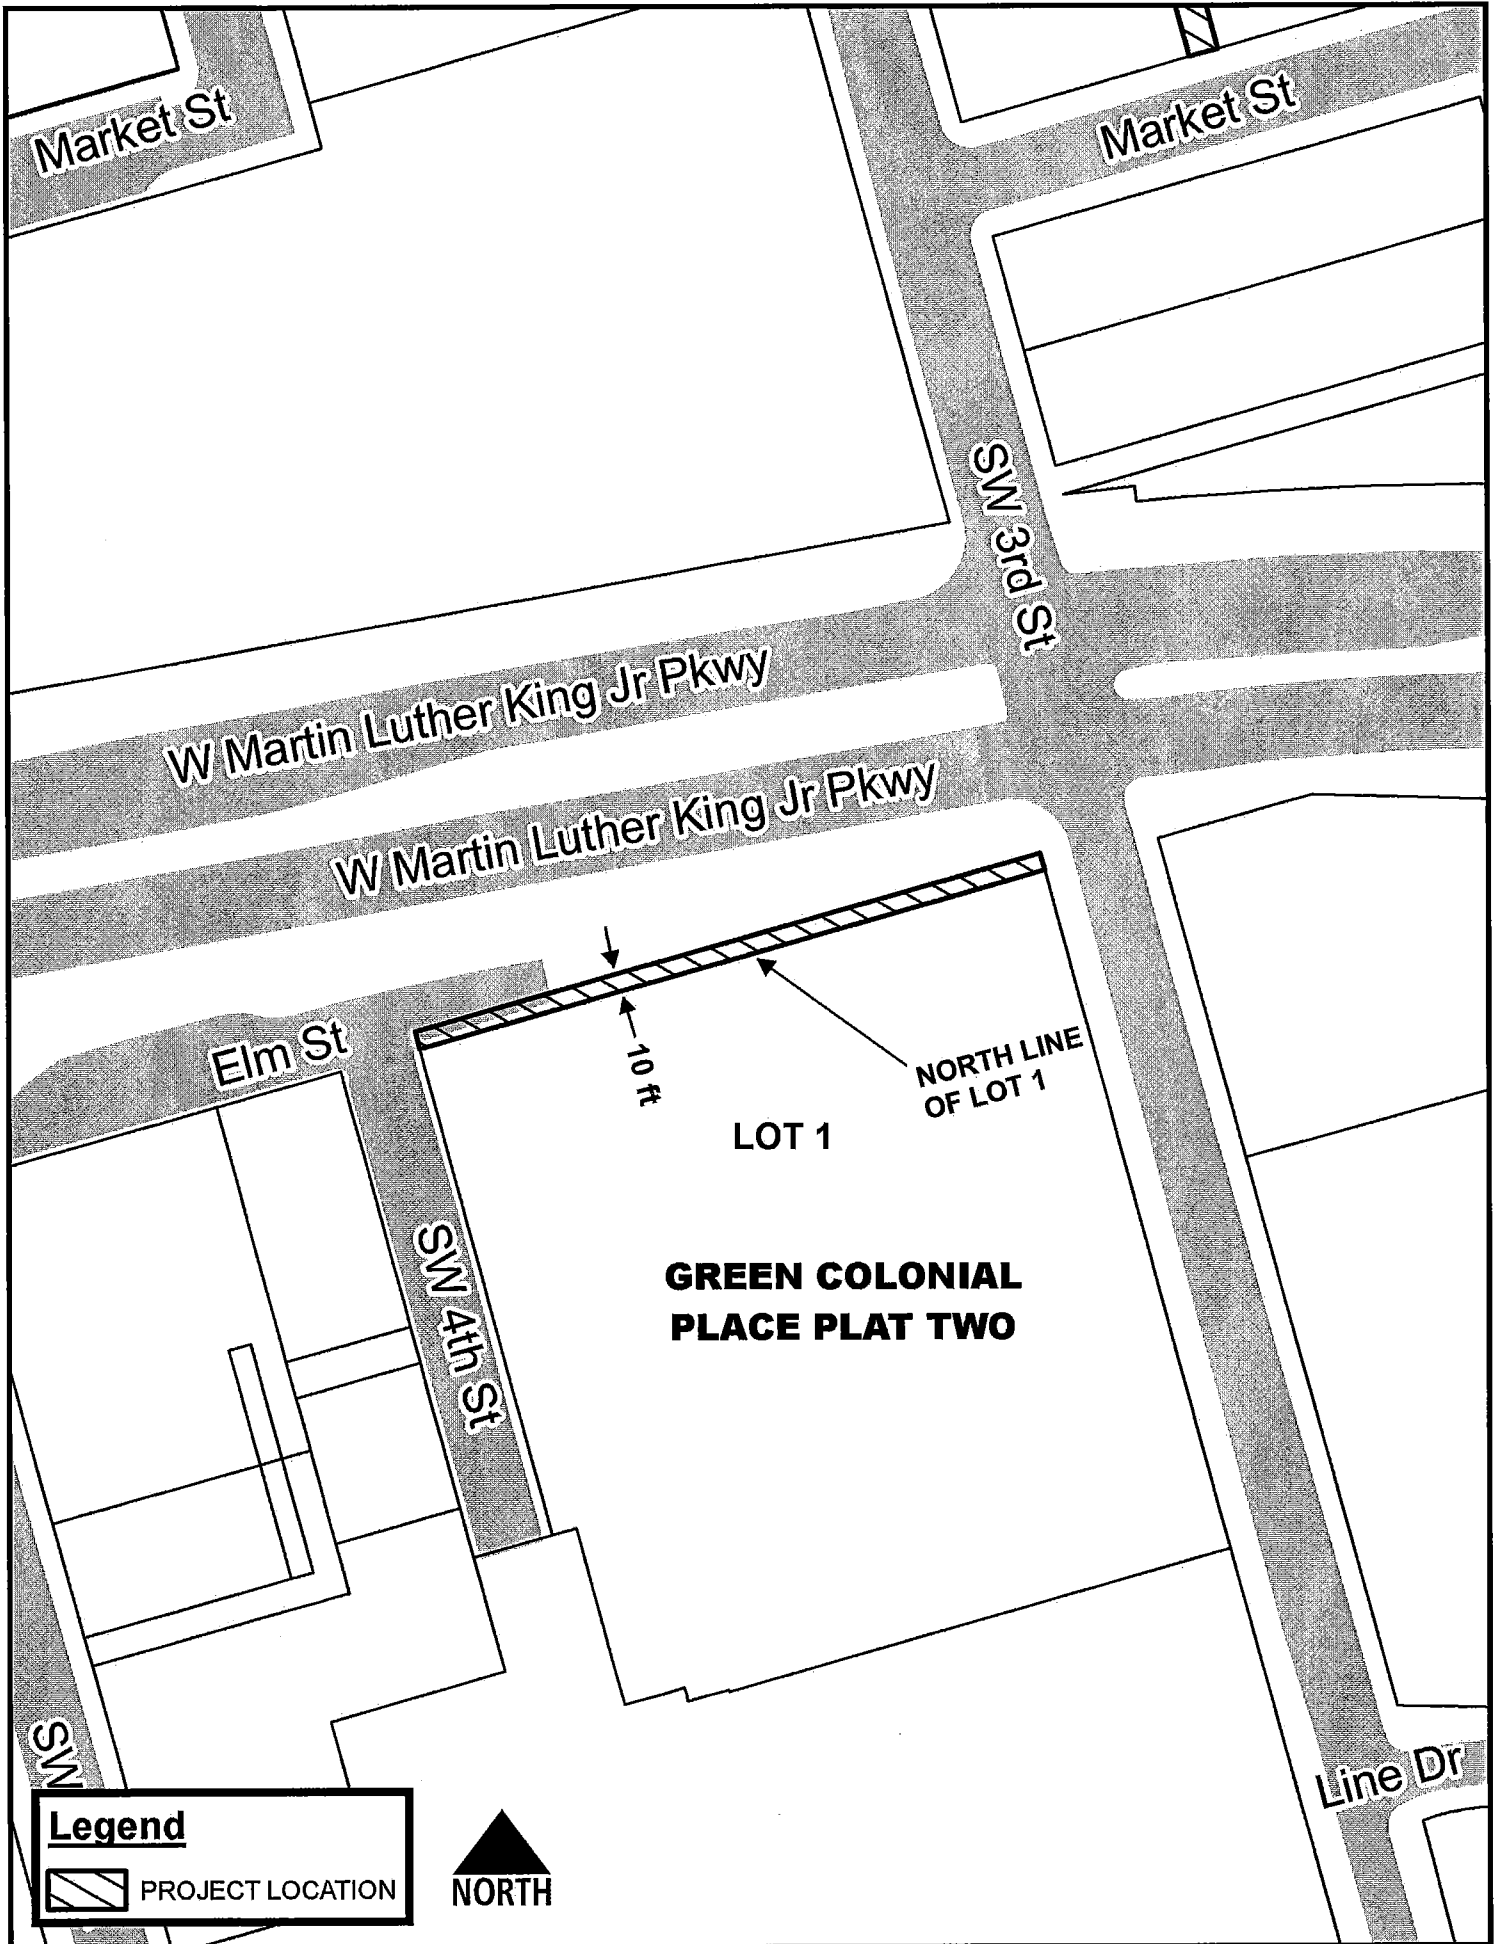 Market St
Market St
SW 3rd St
W Martin Luther King Jr Pkwy
W Martin Luther King Jr Pkwy
Elm St
10 ft
NORTH LINE
OF LOT 1
LOT 1
SW 4th St
GREEN COLONIAL
PLACE PLAT TWO
SW
Line Dr
Legend
PROJECT LOCATION
NORTH